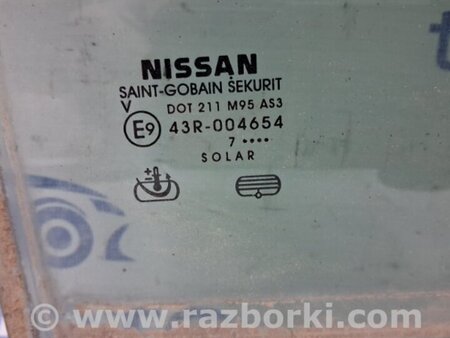 NISSAN
SAINT-GOBAIN SEKURIT
V DOT 211 M95 AS3
E9 43R-004654
7 ••••
SOLAR
+ -
© www.razborki.com